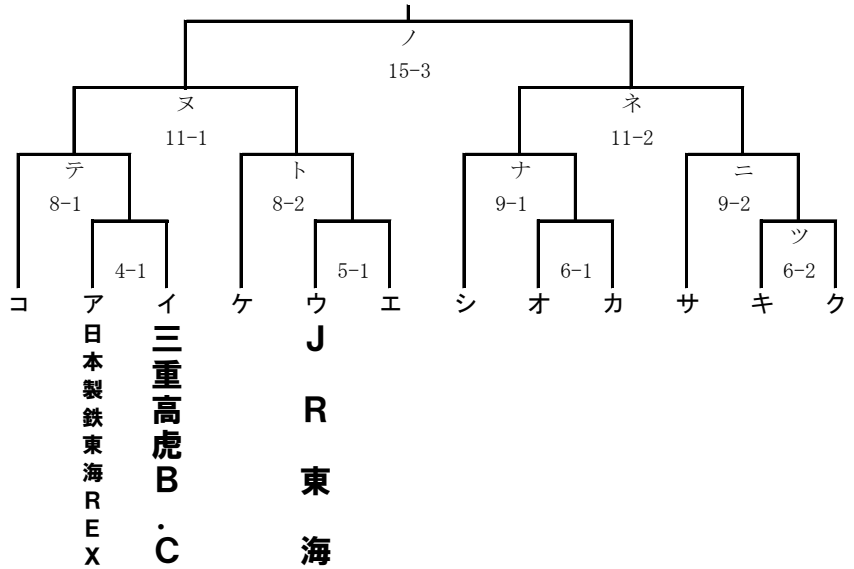 ノ
15-3
ヌ ネ
11-1 11-2
テ ト ナ ニ
8-1 8-2 9-1 9-2
ツ
4-1 5-1 6-1 6-2
コ ア イ ケ ウ エ シ オ カ サ キ ク
日本製鉄東海REX
三重高虎B.C
JR東海